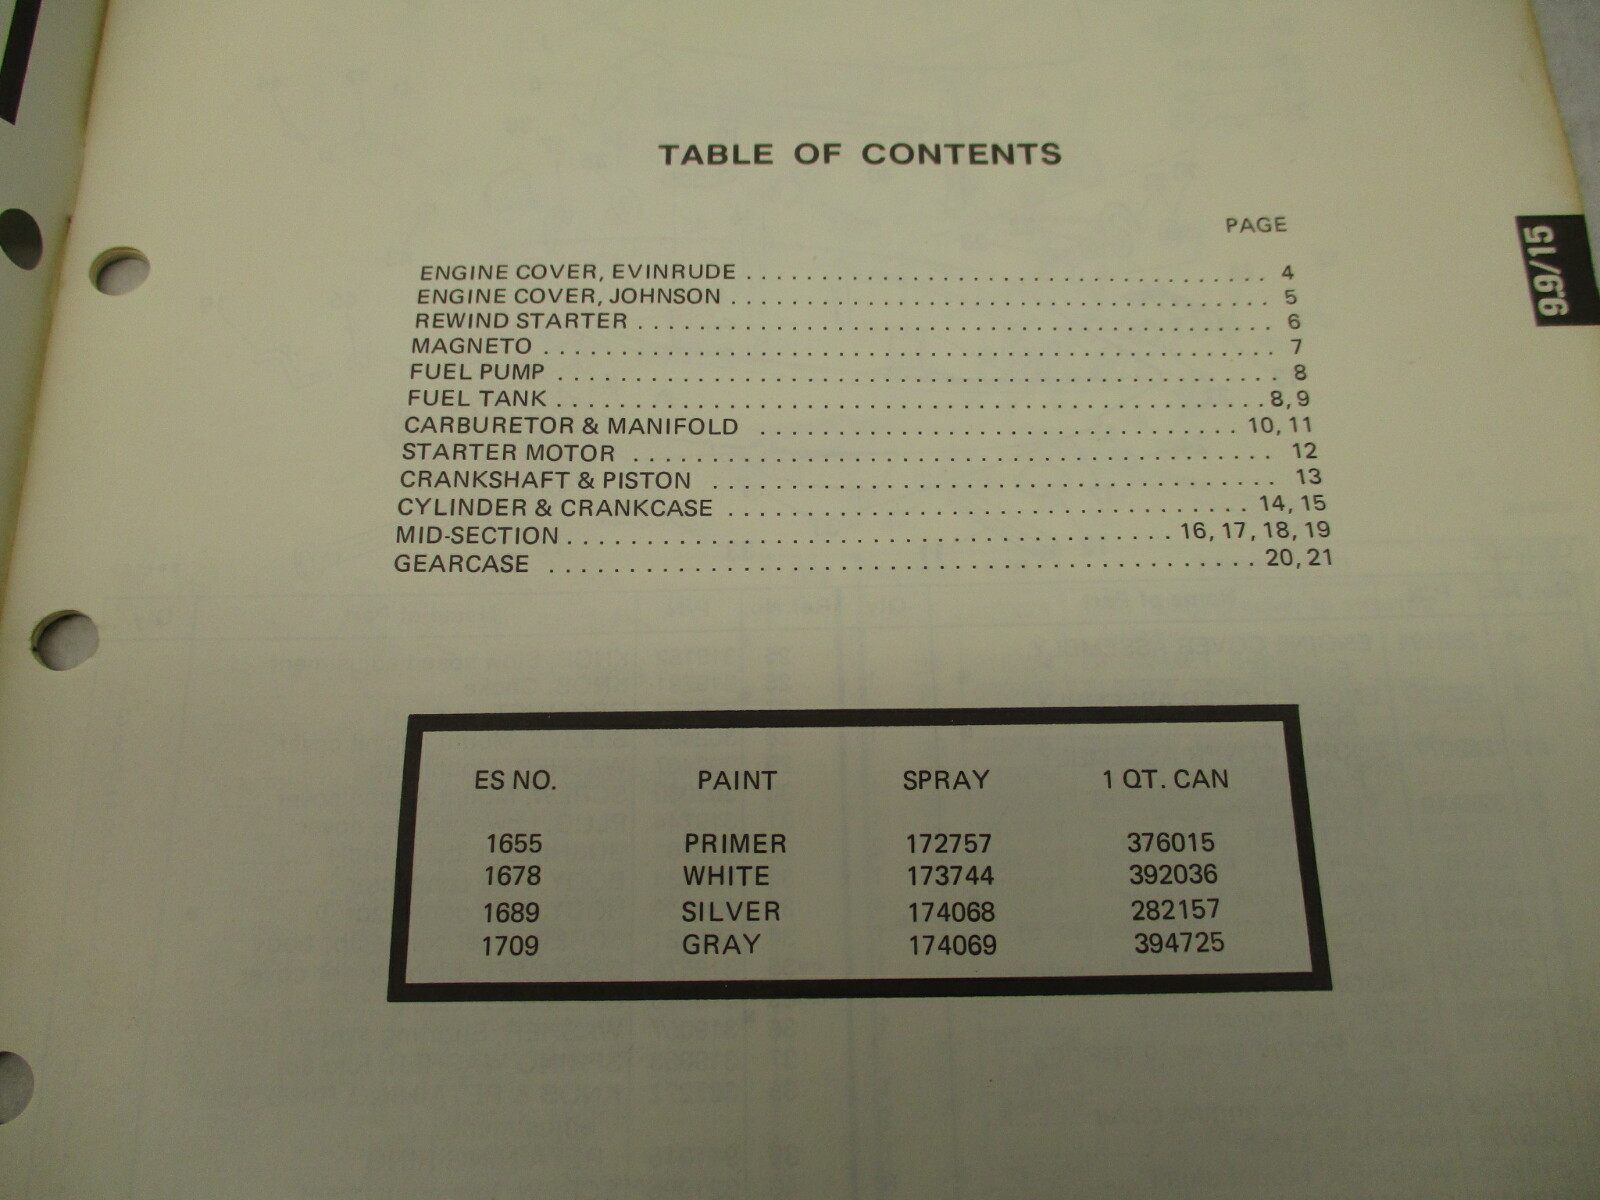 TABLE OF CONTENTS
PAGE
ENGINE COVER, EVINRUDE . . . . . . . . . . . . . . . . . . . . . . . . . . . . . . . . . . 4
ENGINE COVER, JOHNSON . . . . . . . . . . . . . . . . . . . . . . . . . . . . . . . . . . . 5
REWIND STARTER . . . . . . . . . . . . . . . . . . . . . . . . . . . . . . . . . . . . . . . . . 6
MAGNETO . . . . . . . . . . . . . . . . . . . . . . . . . . . . . . . . . . . . . . . . . . . . . . . 7
FUEL PUMP . . . . . . . . . . . . . . . . . . . . . . . . . . . . . . . . . . . . . . . . . . . . . . 8
FUEL TANK . . . . . . . . . . . . . . . . . . . . . . . . . . . . . . . . . . . . . . . . . . . . . 8, 9
CARBURETOR & MANIFOLD . . . . . . . . . . . . . . . . . . . . . . . . . . . . . . . 10, 11
STARTER MOTOR . . . . . . . . . . . . . . . . . . . . . . . . . . . . . . . . . . . . . . . . . 12
CRANKSHAFT & PISTON . . . . . . . . . . . . . . . . . . . . . . . . . . . . . . . . . . . . 13
CYLINDER & CRANKCASE . . . . . . . . . . . . . . . . . . . . . . . . . . . . . . . . . . 14, 15
MID-SECTION . . . . . . . . . . . . . . . . . . . . . . . . . . . . . . . . . . . . . . . 16, 17, 18, 19
GEARCASE . . . . . . . . . . . . . . . . . . . . . . . . . . . . . . . . . . . . . . . . . . . . . . 20, 21
9.9/15
ES NO. PAINT SPRAY 1 QT. CAN
1655 PRIMER 172757 376015
1678 WHITE 173744 392036
1689 SILVER 174068 282157
1709 GRAY 174069 394725